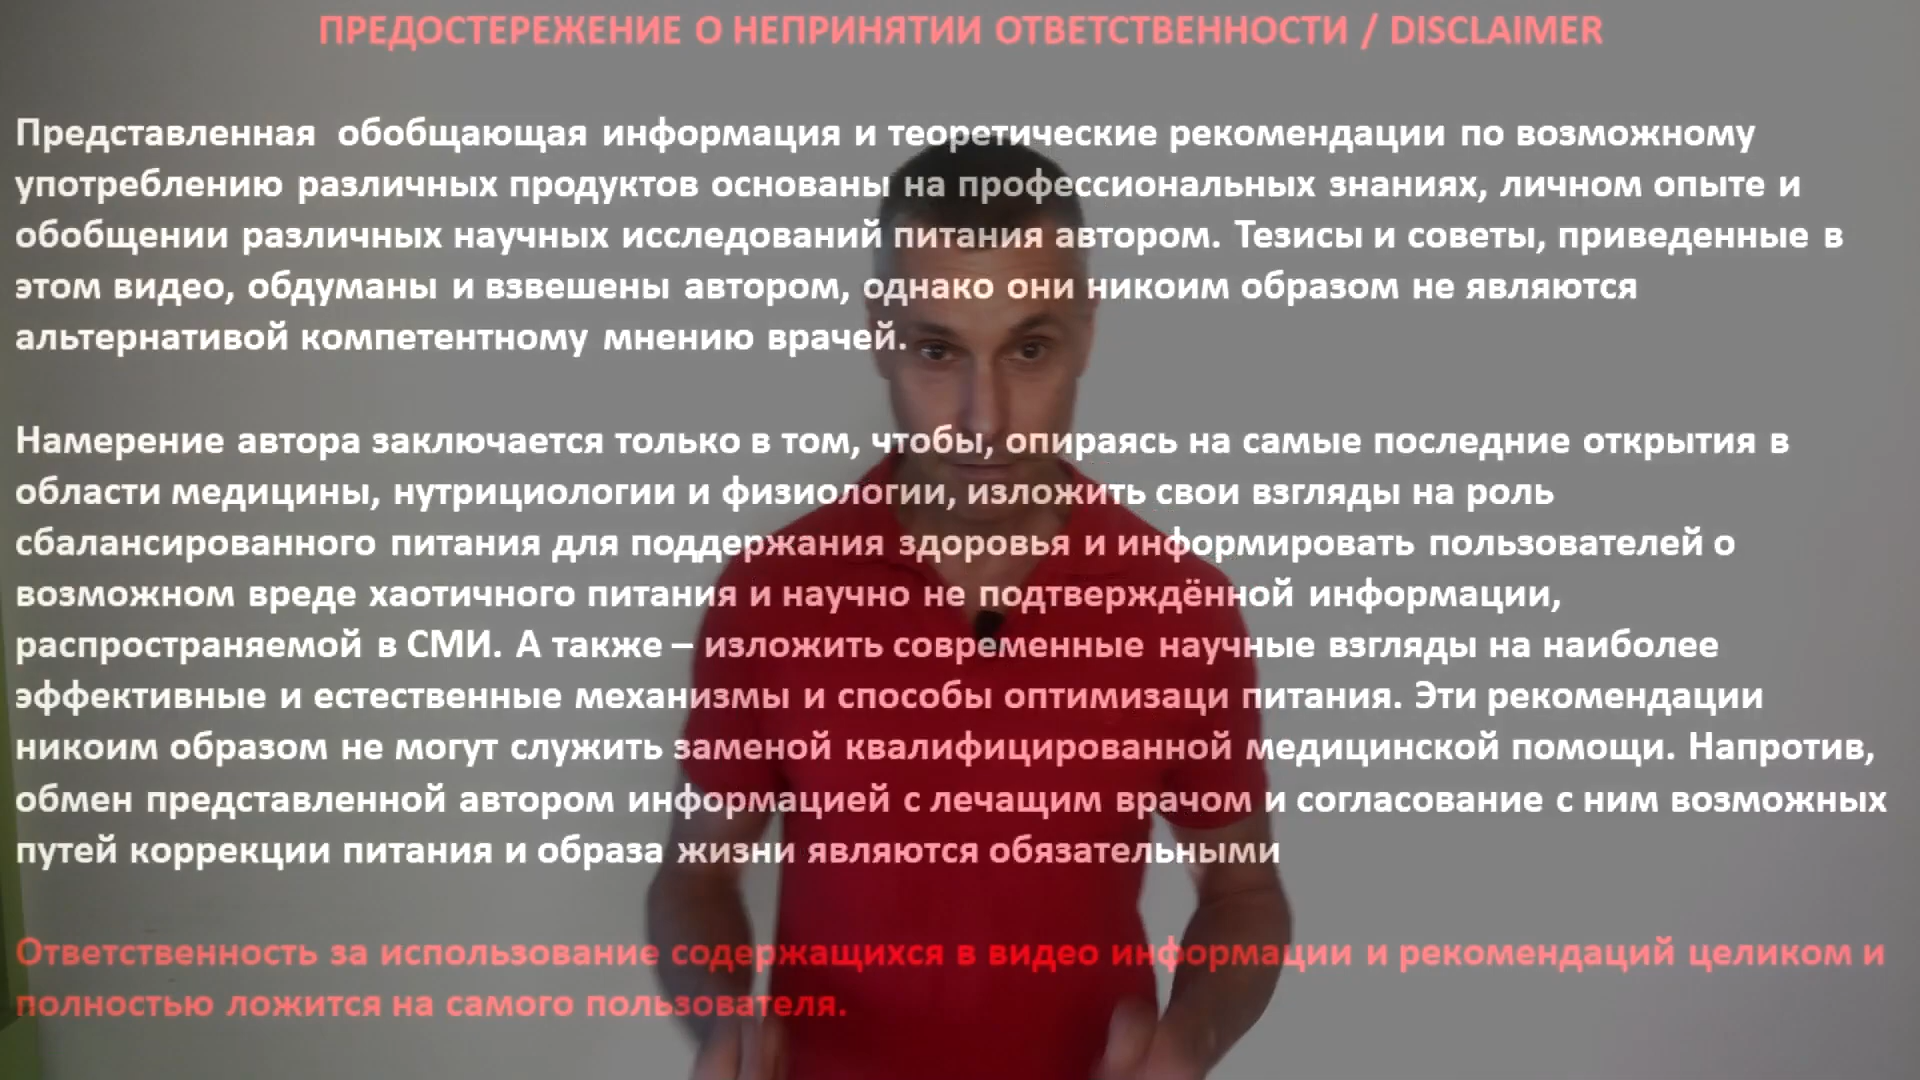 ПРЕДОСТЕРЕЖЕНИЕ О НЕПРИНЯТИИ ОТВЕТСТВЕННОСТИ / DISCLAIMER
Представленная обобщающая информация и теоретические рекомендации по возможному
употреблению различных продуктов основаны на профессиональных знаниях, личном опыте и
обобщении различных научных исследований питания автором. Тезисы и советы, приведенные в
этом видео, обдуманы и взвешены автором, однако они никоим образом не являются
альтернативой компетентному мнению врачей.
Намерение автора заключается только в том, чтобы, опираясь на самые последние открытия в
области медицины, нутрициологии и физиологии, изложить свои взгляды на роль
сбалансированного питания для поддержания здоровья и информировать пользователей о
возможном вреде хаотичного питания и научно не подтверждённой информации,
распространяемой в СМИ. А также – изложить современные научные взгляды на наиболее
эффективные и естественные механизмы и способы оптимизаци питания. Эти рекомендации
никоим образом не могут служить заменой квалифицированной медицинской помощи. Напротив,
обмен представленной автором информацией с лечащим врачом и согласование с ним возможных
путей коррекции питания и образа жизни являются обязательными
Ответственность за использование содержащихся в видео информации и рекомендаций целиком и
полностью ложится на самого пользователя.